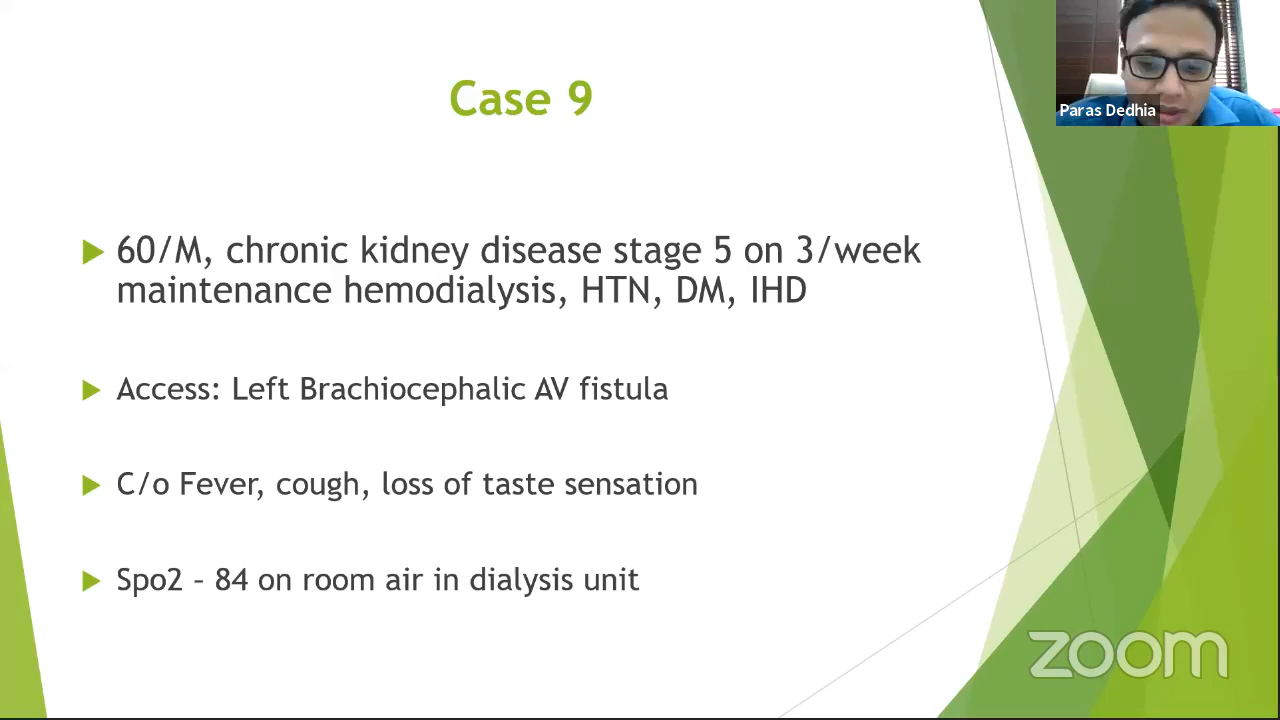 Case 9
60/M, chronic kidney disease stage 5 on 3/week
maintenance hemodialysis, HTN, DM, IHD
Access: Left Brachiocephalic AV fistula
C/o Fever, cough, loss of taste sensation
Spo2 – 84 on room air in dialysis unit
Paras Dedhia
zoom